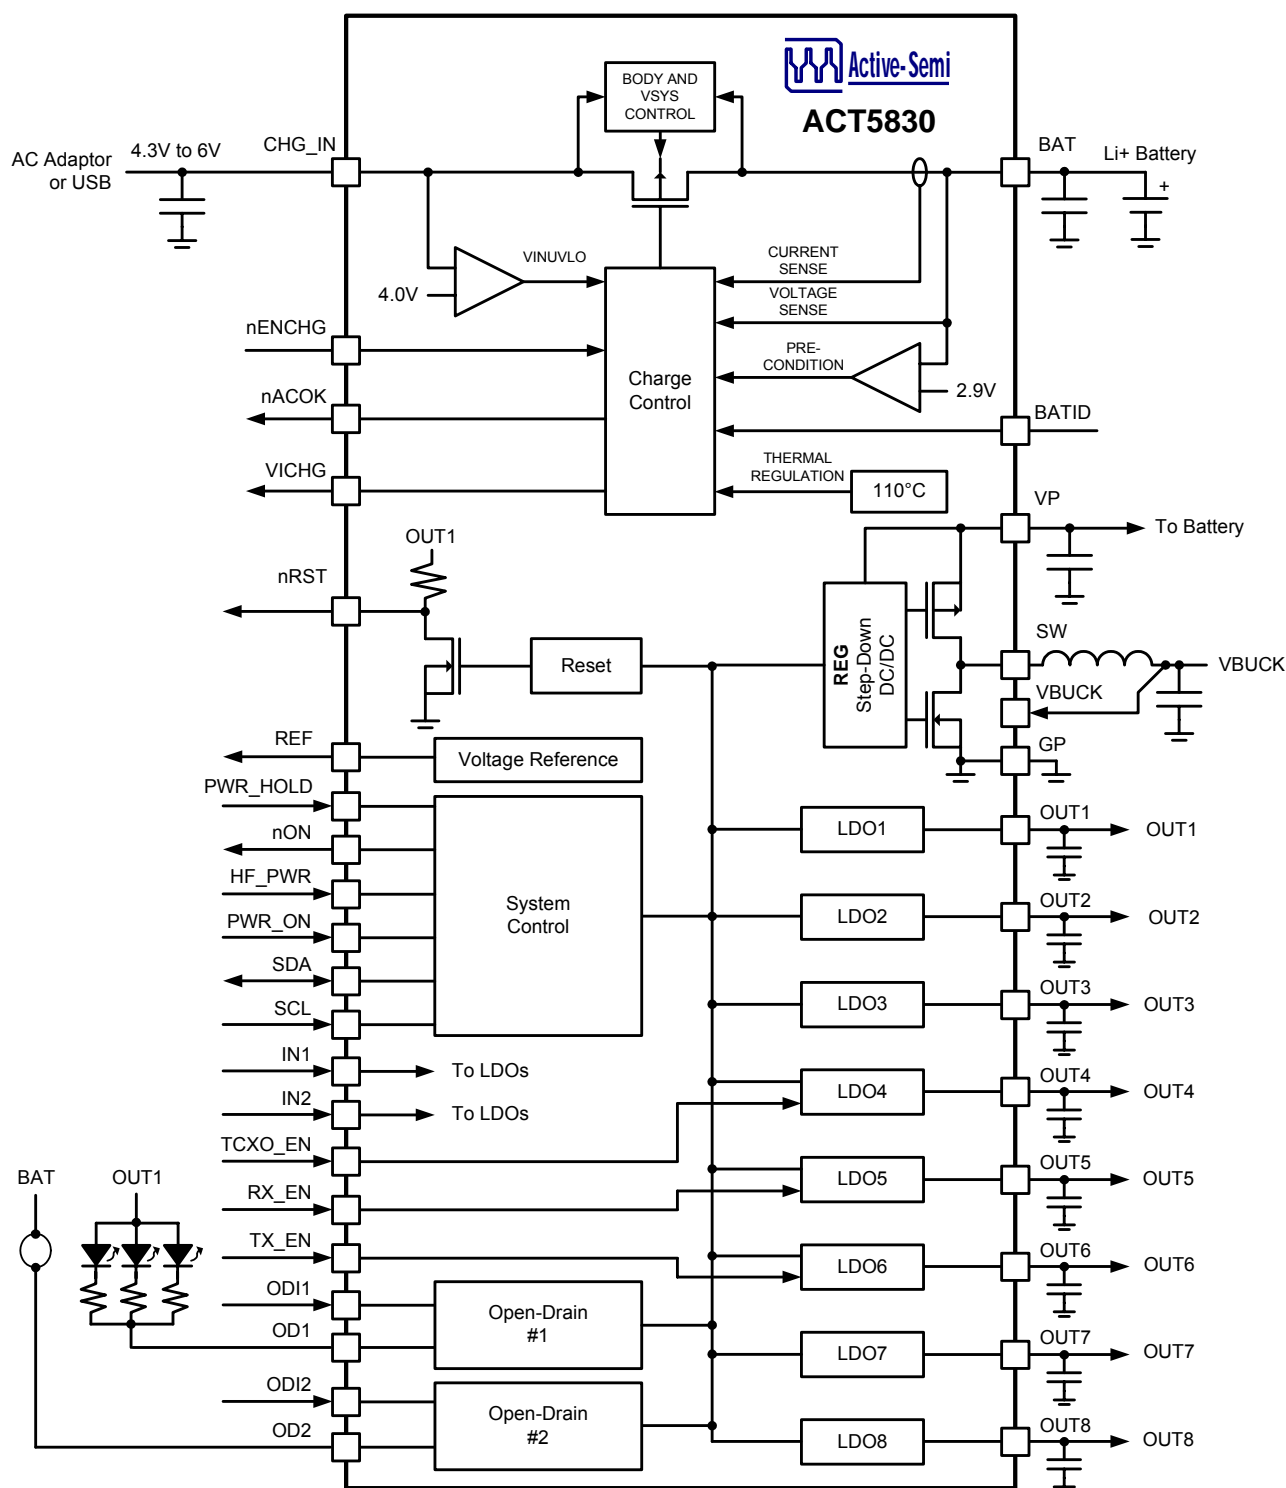 Active-Semi
ACT5830
BODY AND
VSYS
CONTROL
AC Adaptor
or USB
4.3V to 6V
CHG_IN
BAT
Li+ Battery
+
VINUVLO
4.0V
CURRENT
SENSE
VOLTAGE
SENSE
nENCHG
PRE-
CONDITION
Charge
Control
2.9V
nACOK
BATID
VICHG
THERMAL
REGULATION
110°C
VP
To Battery
OUT1
nRST
REG
Step-Down
DC/DC
SW
VBUCK
VBUCK
Reset
GP
REF
Voltage Reference
PWR_HOLD
nON
HF_PWR
PWR_ON
SDA
SCL
System
Control
LDO1
OUT1
OUT1
LDO2
OUT2
OUT2
LDO3
OUT3
OUT3
IN1
To LDOs
IN2
To LDOs
LDO4
OUT4
OUT4
TCXO_EN
BAT
OUT1
RX_EN
LDO5
OUT5
OUT5
TX_EN
LDO6
OUT6
OUT6
ODI1
OD1
Open-Drain
#1
LDO7
OUT7
OUT7
ODI2
OD2
Open-Drain
#2
LDO8
OUT8
OUT8